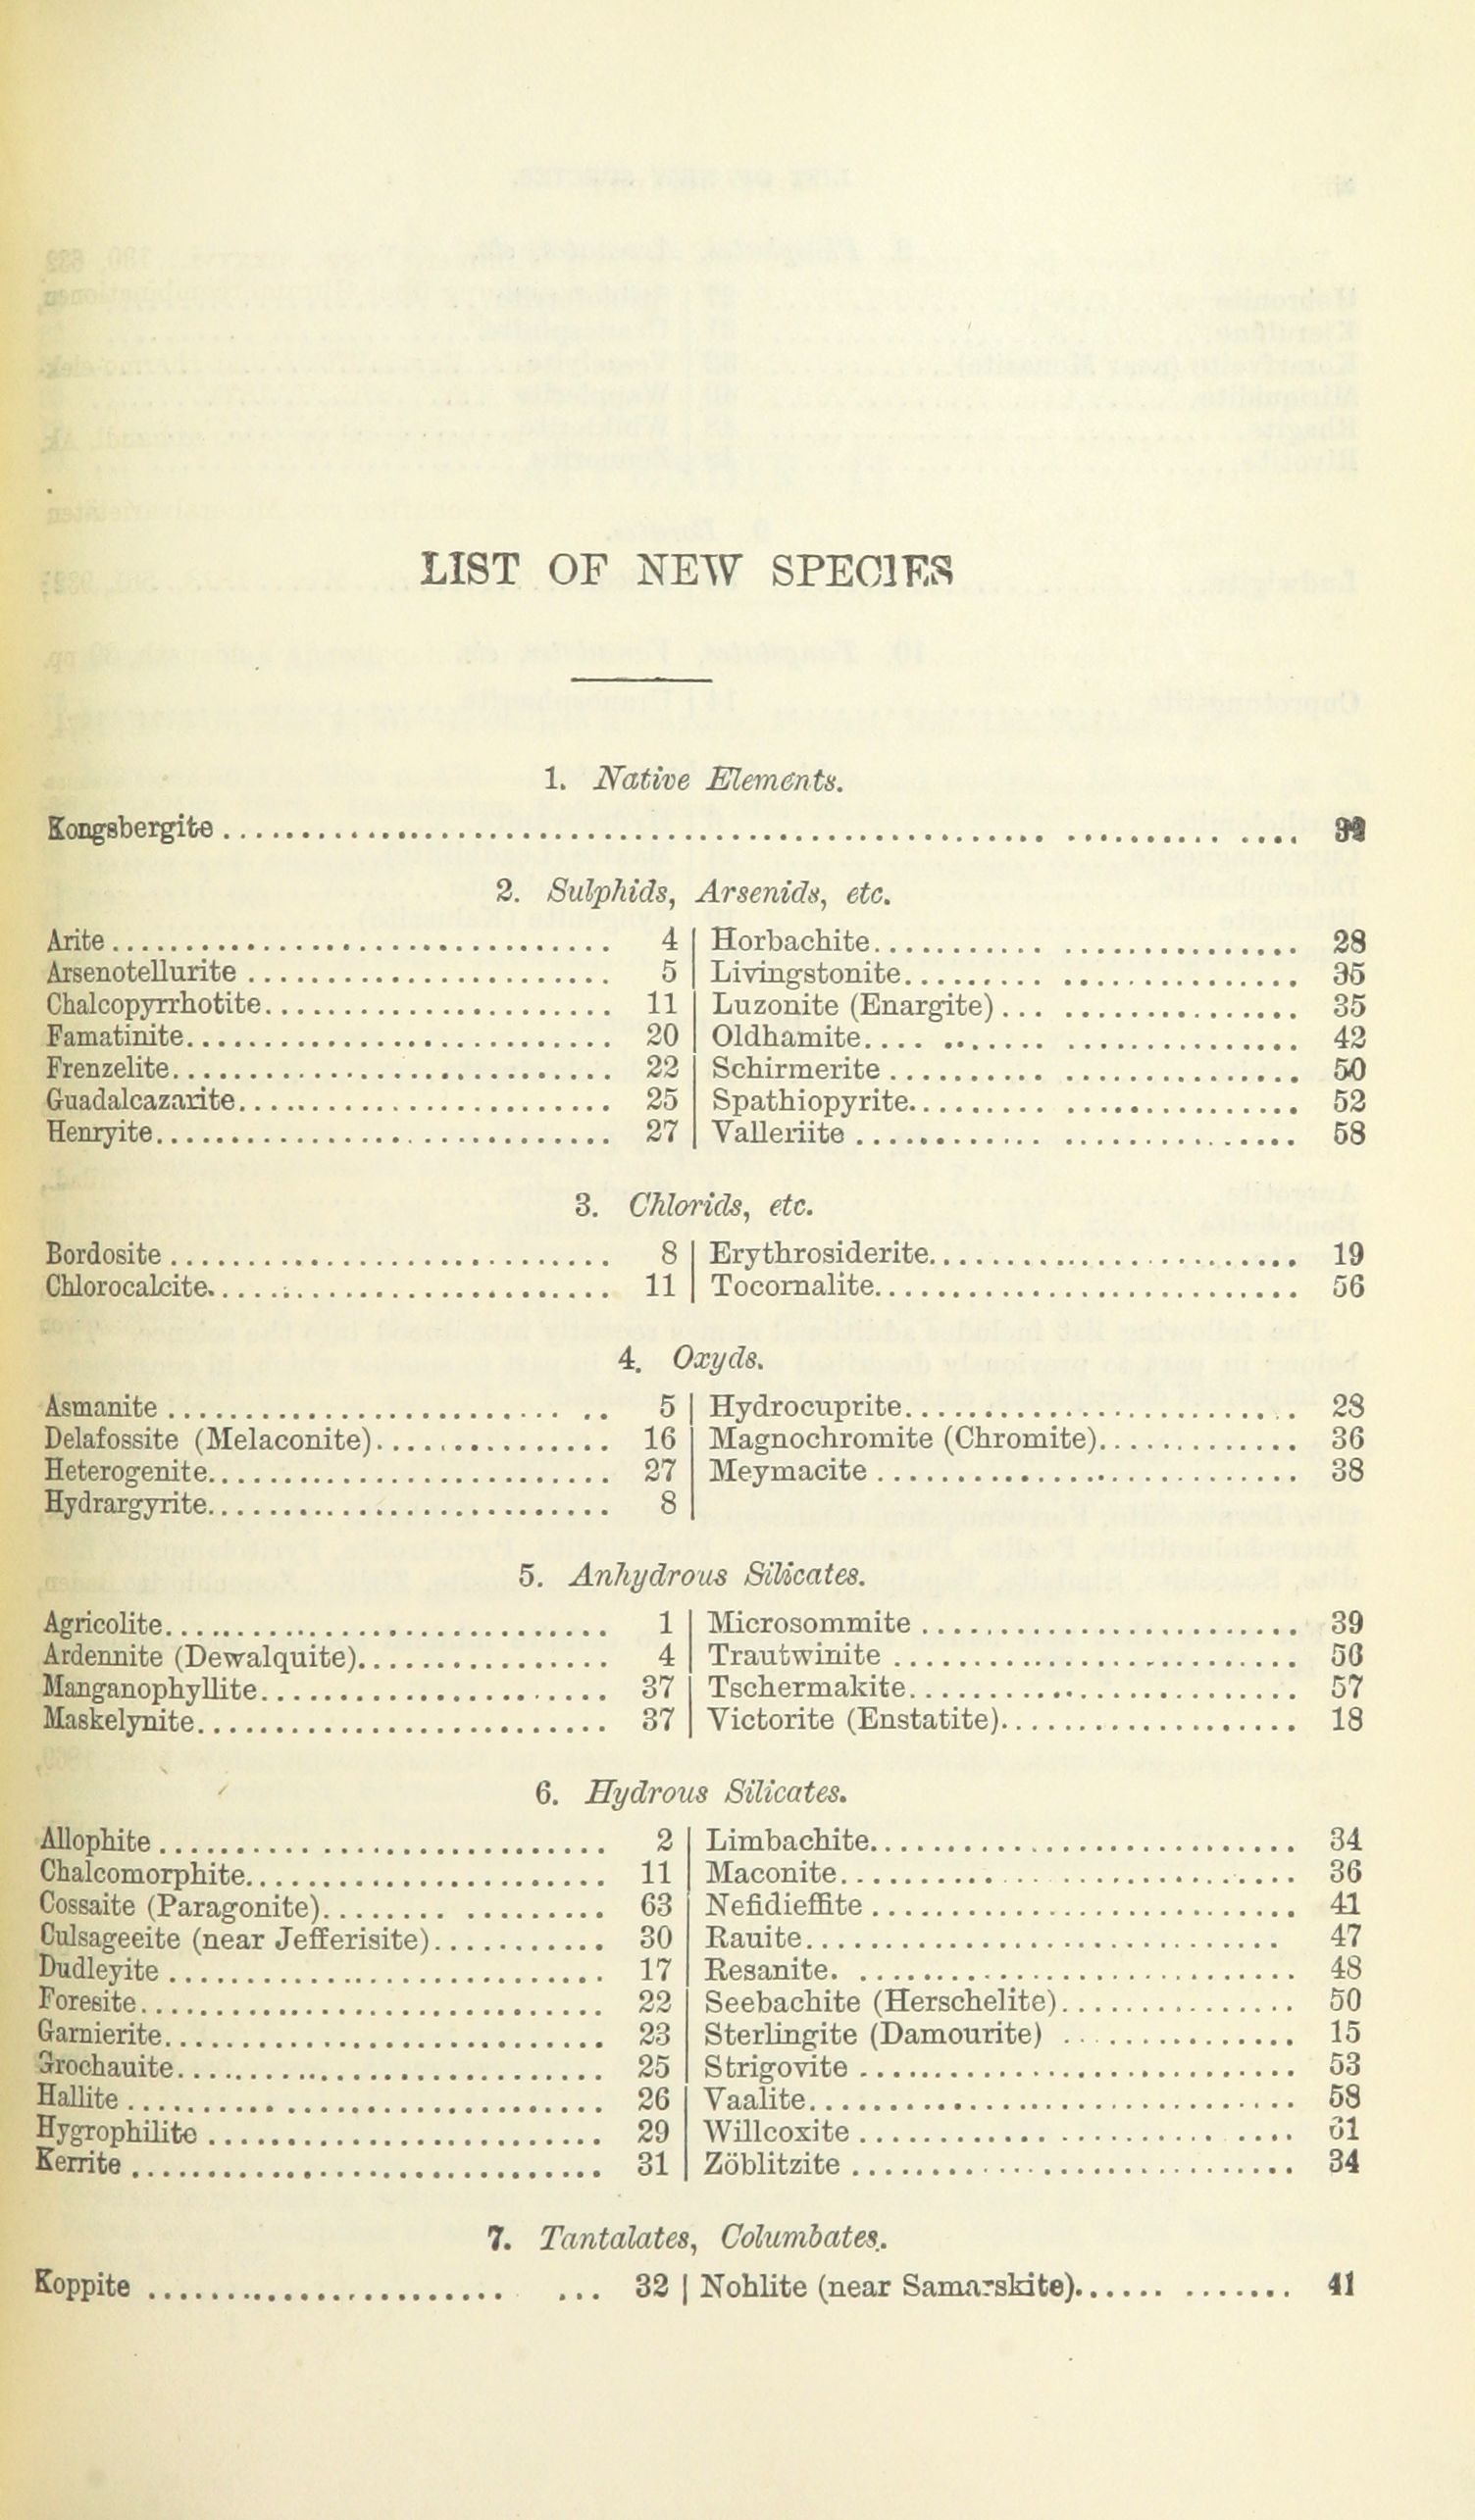 LIST OF NEW SPECIES
1. Native Elements.
Kongsbergite
2. Sulphids, Arsenids, etc.
Arite 4 | Horbachite 28
Arsenotellurite 5 | Livingstonite 35
Chalcopyrrhotite 11 | Luzonite (Enargite) 35
Famatinite 20 | Oldhamite 42
Frenzelite 22 | Schirmerite 50
Guadalcazarite 25 | Spathiopyrite 52
Henryite 27 | Valleriite 58
3. Chlorids, etc.
Bordosite 8 | Erythrosiderite 19
Chlorocalcite 11 | Tocornalite 56
4. Oxyds.
Asmanite 5 | Hydrocuprite 28
Delafossite (Melaconite) 16 | Magnochromite (Chromite) 36
Heterogenite 27 | Meymacite 38
Hydrargyrite 8 |
5. Anhydrous Silicates.
Agricolite 1 | Microsommite 39
Ardennite (Dewalquite) 4 | Trautwinite 56
Manganophyllite 37 | Tschermakite 57
Maskelynite 37 | Victorite (Enstatite) 18
6. Hydrous Silicates.
Allophite 2 | Limbachite 34
Chalcomorphite 11 | Maconite 36
Cossaite (Paragonite) 63 | Nefidieffite 41
Culsageeite (near Jefferisite) 30 | Rauite 47
Dudleyite 17 | Resanite. 48
Foresite 22 | Seebachite (Herschelite) 50
Garnierite 23 | Sterlingite (Damourite) 15
Grochauite 25 | Strigovite 53
Hallite 26 | Vaalite 58
Hygrophilite 29 | Willcoxite 61
Kerrite 31 | Zöblitzite 34
7. Tantalates, Columbates.
Koppite 32 | Nohlite (near Samarskite) 41